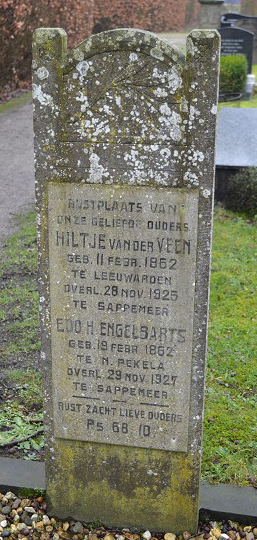 RUSTPLAATS VAN
ONZE GELIEFDE OUDERS
HILTJE VAN DER VEEN
GEB. 11 FEBR. 1862
TE LEEUWARDEN
OVERL. 28 NOV. 1925
TE SAPPEMEER
EDO H. ENGELBARTS
GEB. 19 FEBR. 1862
TE N. PEKELA
OVERL. 29 NOV. 1927
TE SAPPEMEER
RUST ZACHT LIEVE OUDERS
Ps 68 10